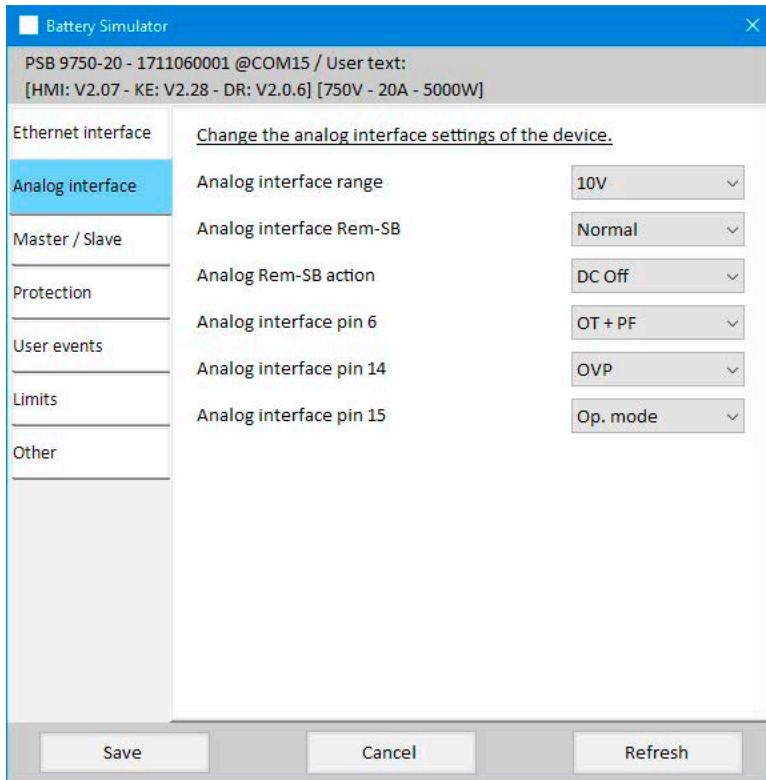 Battery Simulator
PSB 9750-20 - 1711060001 @COM15 / User text:
[HMI: V2.07 - KE: V2.28 - DR: V2.0.6] [750V - 20A - 5000W]
Ethernet interface
Analog interface
Master / Slave
Protection
User events
Limits
Other
Change the analog interface settings of the device.
Analog interface range 10V
Analog interface Rem-SB Normal
Analog Rem-SB action DC Off
Analog interface pin 6 OT + PF
Analog interface pin 14 OVP
Analog interface pin 15 Op. mode
Save Cancel Refresh